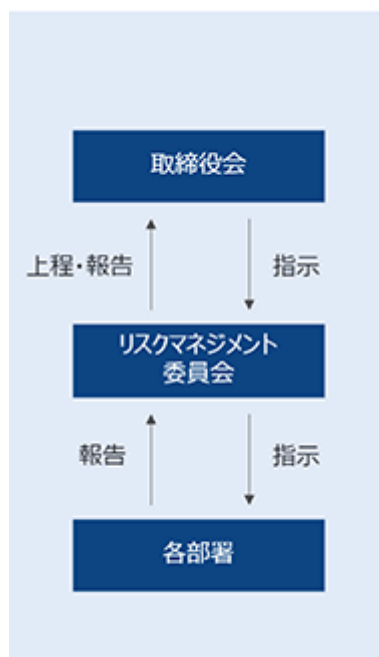 取締役会
上程・報告
指示
リスクマネジメント
委員会
報告
指示
各部署